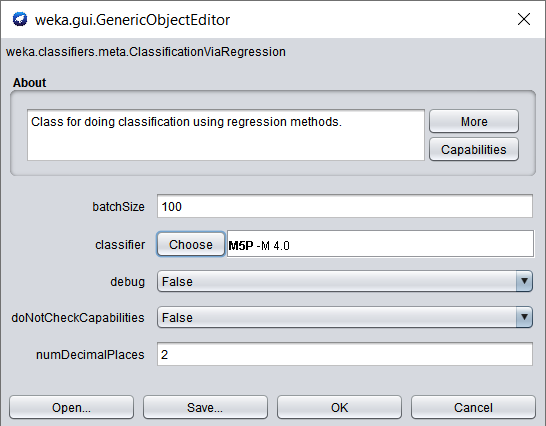 weka.gui.GenericObjectEditor
weka.classifiers.meta.ClassificationViaRegression
About
Class for doing classification using regression methods.
More
Capabilities
batchSize 100
classifier Choose M5P -M 4.0
debug False
doNotCheckCapabilities False
numDecimalPlaces 2
Open... Save... OK Cancel